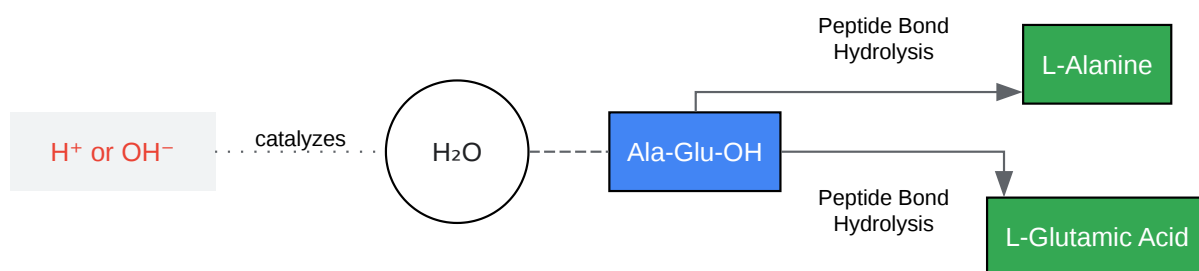 Peptide Bond
Hydrolysis
L-Alanine
H⁺ or OH⁻
catalyzes
H₂O
Ala-Glu-OH
Peptide Bond
Hydrolysis
L-Glutamic Acid